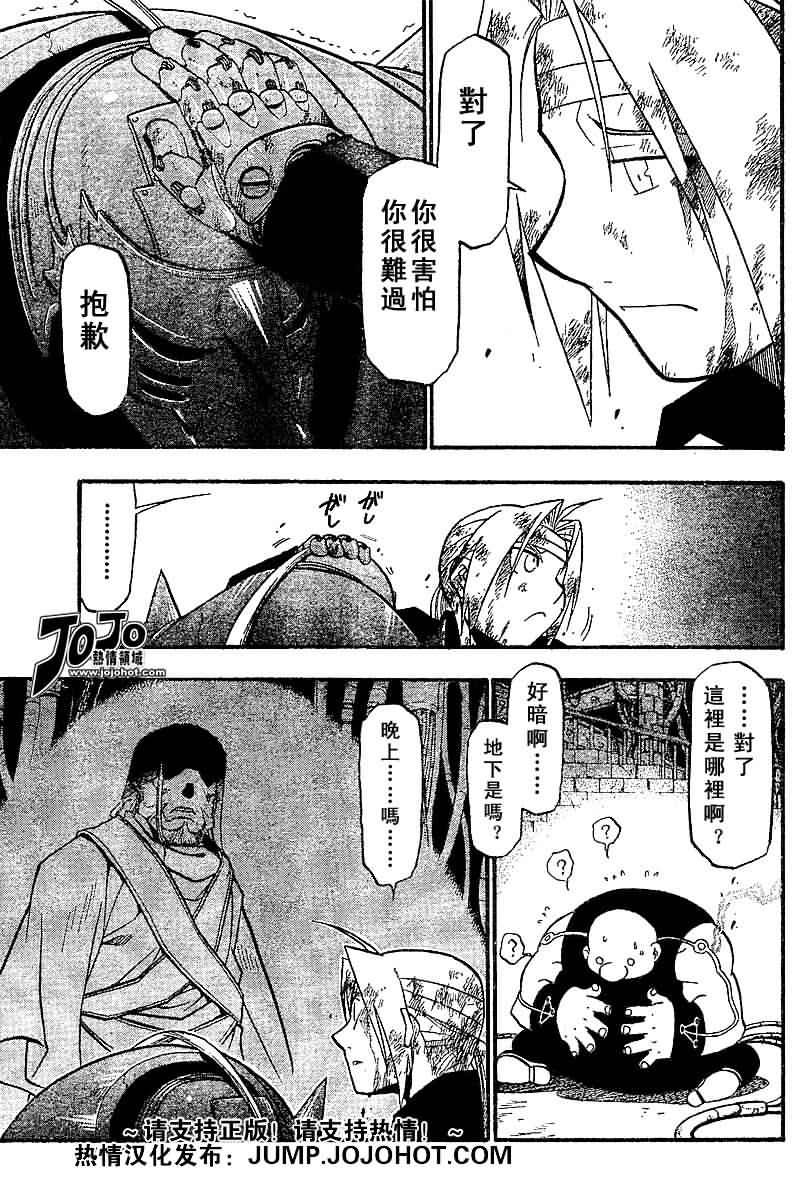 對了
你很害怕
你很難過
抱歉
がし
がし
…………
JOJO
熱情領域
www.jojohot.com
……對了
這裡是哪裡啊？
好暗啊……
地下是嗎？
晚上……嗎……
?
?
?
~ 请支持正版！请支持热情！ ~
热情汉化发布：JUMP.JOJOHOT.COM